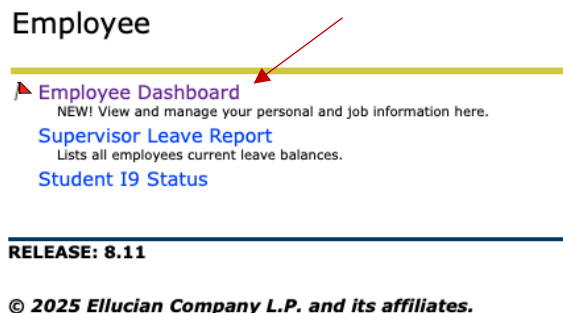 Employee
Employee Dashboard
NEW! View and manage your personal and job information here.
Supervisor Leave Report
Lists all employees current leave balances.
Student I9 Status
RELEASE: 8.11
© 2025 Ellucian Company L.P. and its affiliates.